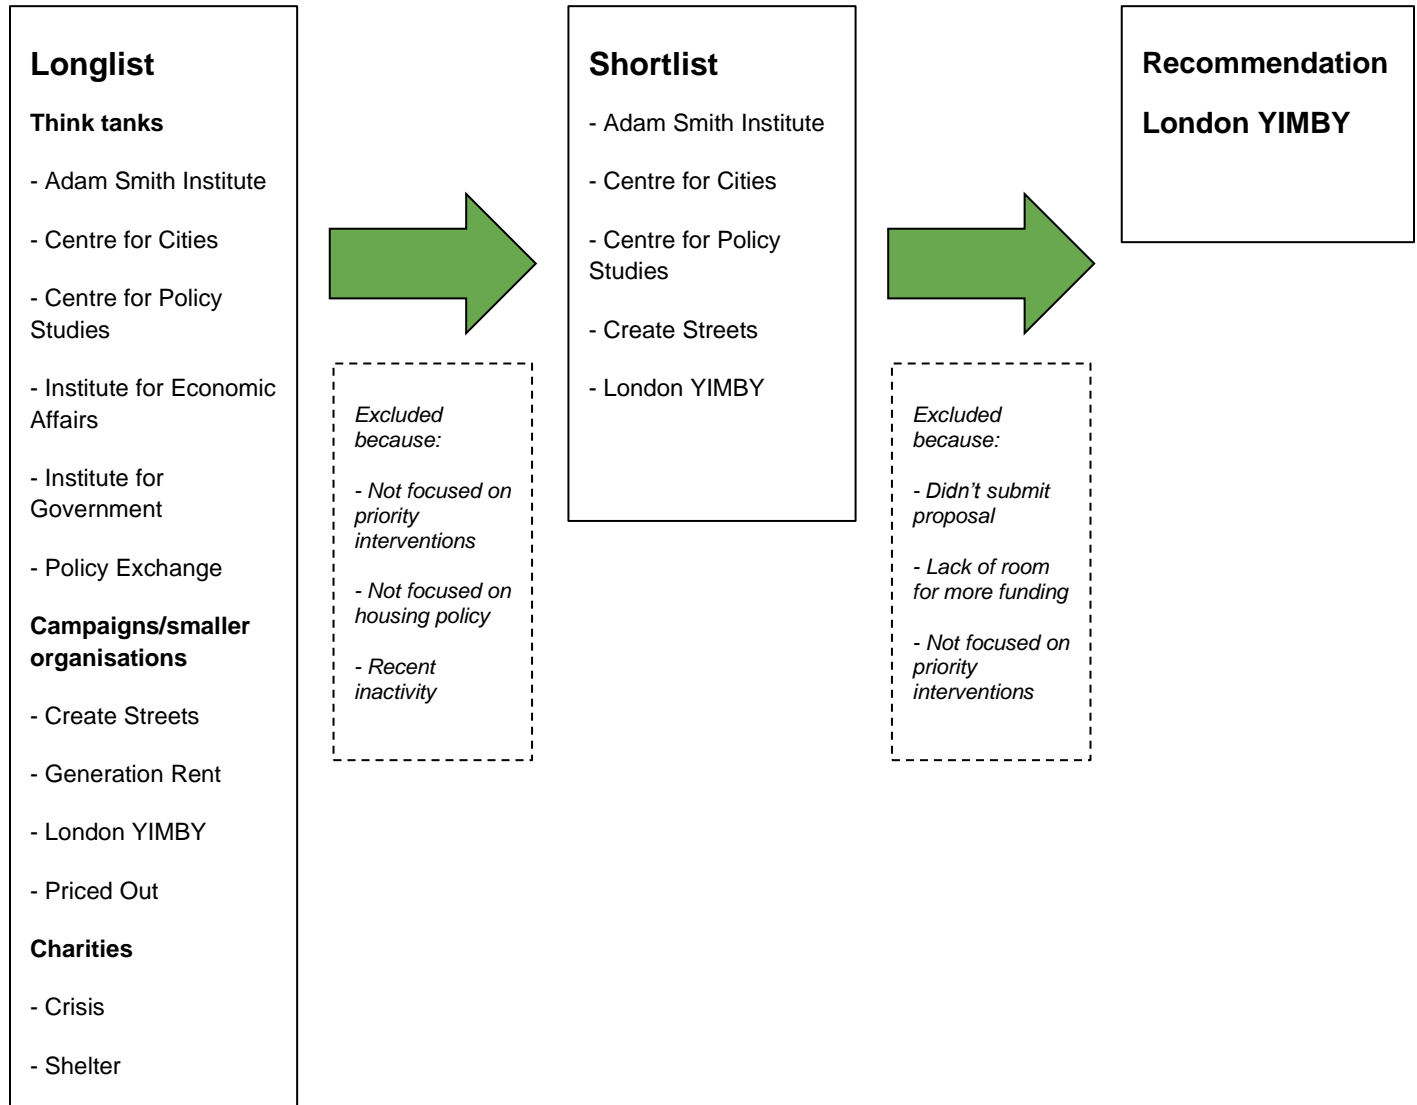 Longlist
Think tanks
- Adam Smith Institute
- Centre for Cities
- Centre for Policy
Studies
- Institute for Economic
Affairs
- Institute for
Government
- Policy Exchange
Campaigns/smaller
organisations
- Create Streets
- Generation Rent
- London YIMBY
- Priced Out
Charities
- Crisis
- Shelter
Excluded
because:
- Not focused on
priority
interventions
- Not focused on
housing policy
- Recent
inactivity
Shortlist
- Adam Smith Institute
- Centre for Cities
- Centre for Policy
Studies
- Create Streets
- London YIMBY
Excluded
because:
- Didn’t submit
proposal
- Lack of room
for more funding
- Not focused on
priority
interventions
Recommendation
London YIMBY